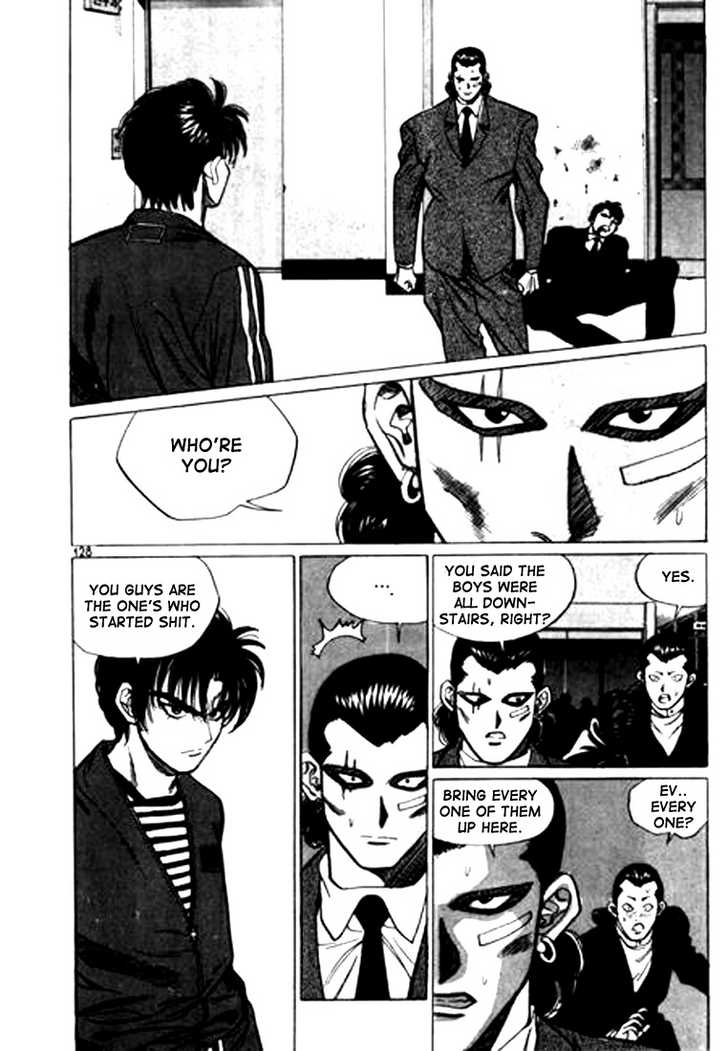 WHO'RE
YOU?
128
YOU GUYS ARE
THE ONE'S WHO
STARTED SHIT.
...
YOU SAID THE
BOYS WERE
ALL DOWN-
STAIRS, RIGHT?
YES.
BRING EVERY
ONE OF THEM
UP HERE.
EV..
EVERY
ONE?